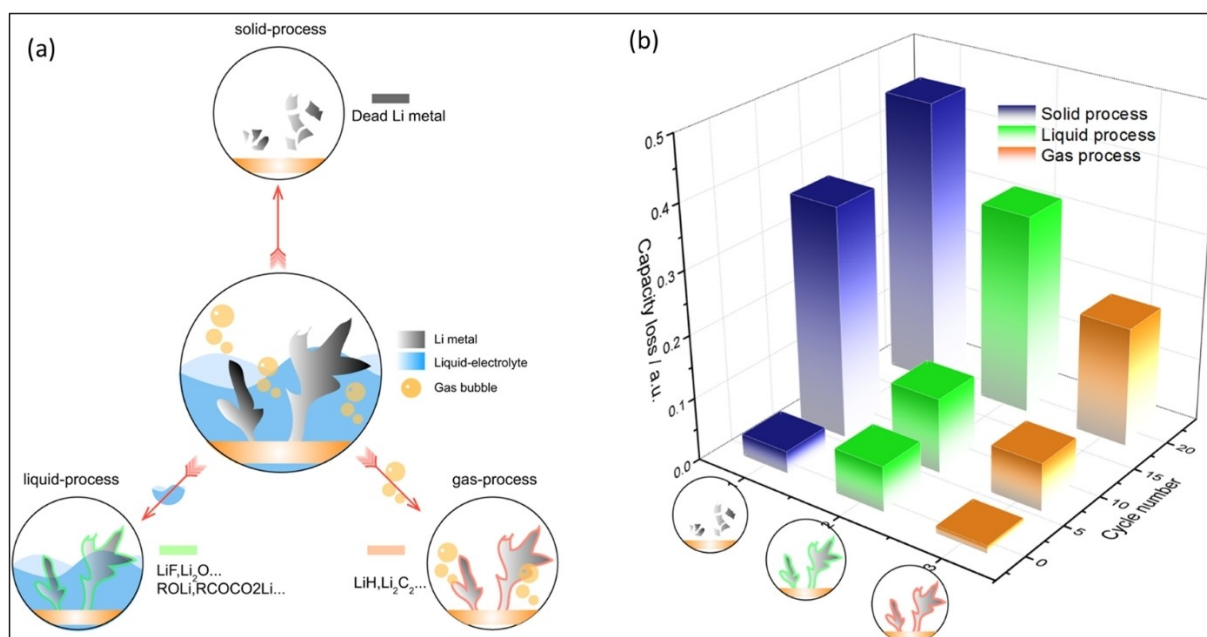 (a)
solid-process
Dead Li metal
Li metal
Liquid-electrolyte
Gas bubble
liquid-process
LiF,Li₂O...
ROLi,RCOCO2Li...
gas-process
LiH,Li₂C₂...
(b)
Solid process
Liquid process
Gas process
Capacity loss / a.u.
0.5
0.4
0.3
0.2
0.1
0.0
1
2
3
0
5
10
15
20
Cycle number